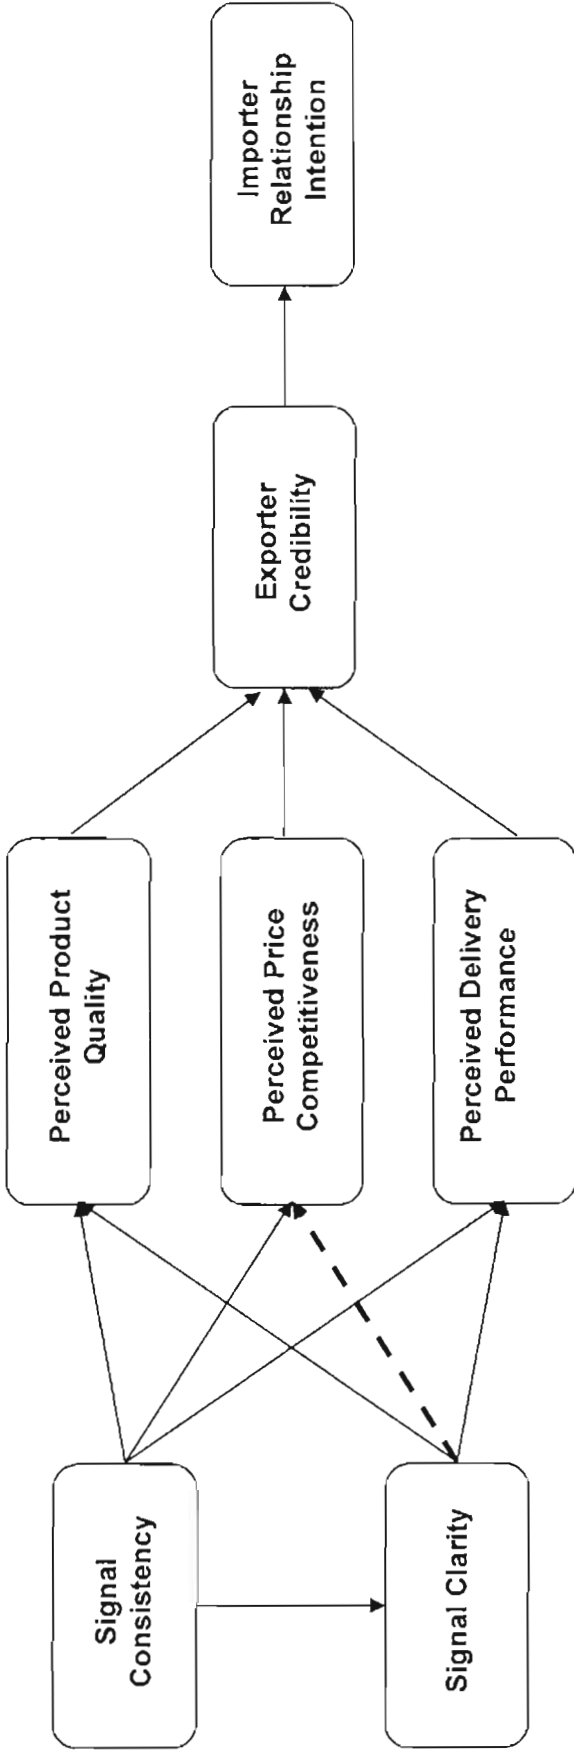 Signal
Consistency
Signal Clarity
Perceived Product
Quality
Perceived Price
Competitiveness
Perceived Delivery
Performance
Exporter
Credibility
Importer
Relationship
Intention